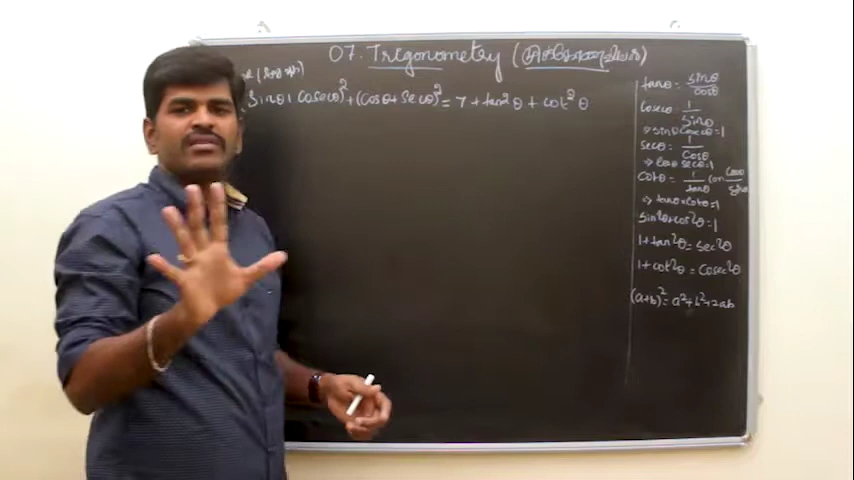 07. Trigonometry (
(Sinθ + Cosecθ)² + (Cosθ + Secθ)² = 7 + tan²θ + cot²θ
tanθ = sinθ/cosθ
Cosecθ = 1/Sinθ
⇒ sinθ Cosecθ = 1
Secθ = 1/Cosθ
⇒ Cosθ secθ = 1
Cotθ = 1/tanθ (or) Cosθ/Sinθ
⇒ tanθ × Cotθ = 1
Sin²θ + cos²θ = 1
1 + tan²θ = Sec²θ
1 + cot²θ = Cosec²θ
(a+b)² = a² + b² + 2ab